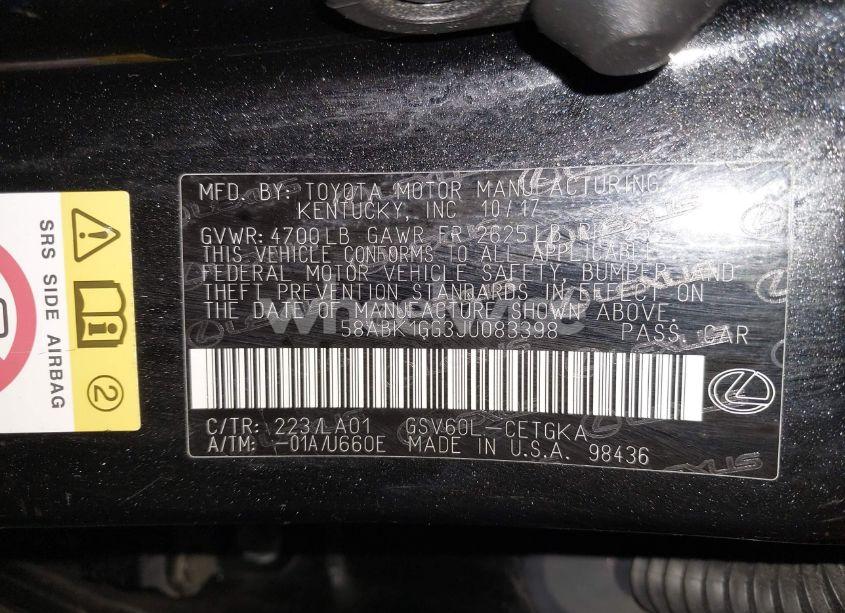 MFD. BY: TOYOTA MOTOR MANUFACTURING
KENTUCKY, INC 10/17
GVWR: 4700LB GAWR FR 2625LB
THIS VEHICLE CONFORMS TO ALL APPLICABLE
FEDERAL MOTOR VEHICLE SAFETY, BUMPER, AND
THEFT PREVENTION STANDARDS IN EFFECT ON
THE DATE OF MANUFACTURE SHOWN ABOVE.
PASS. CAR
C/TR: 223/LA01 GSV60L-CETGKA
A/TM: -01A/U660E MADE IN U.S.A. 98436
LEXUS
SRS SIDE AIRBAG
2